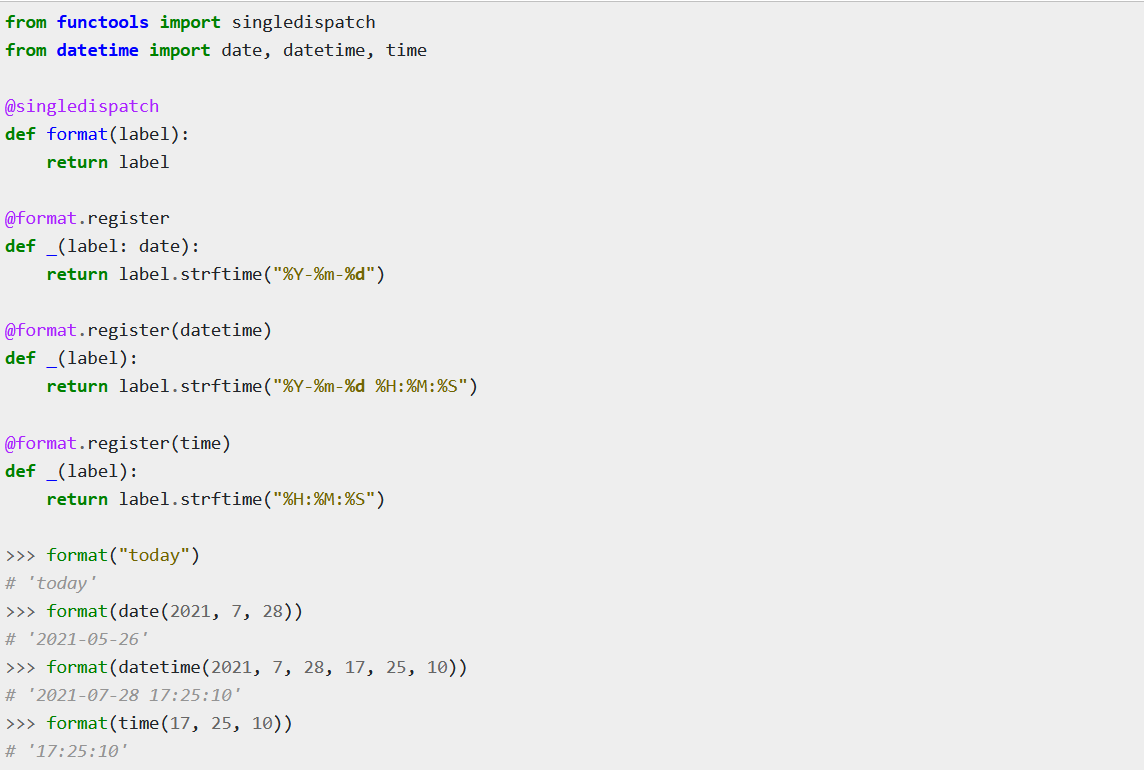 from functools import singledispatch
from datetime import date, datetime, time

@singledispatch
def format(label):
    return label

@format.register
def _(label: date):
    return label.strftime("%Y-%m-%d")

@format.register(datetime)
def _(label):
    return label.strftime("%Y-%m-%d %H:%M:%S")

@format.register(time)
def _(label):
    return label.strftime("%H:%M:%S")

>>> format("today")
# 'today'
>>> format(date(2021, 7, 28))
# '2021-05-26'
>>> format(datetime(2021, 7, 28, 17, 25, 10))
# '2021-07-28 17:25:10'
>>> format(time(17, 25, 10))
# '17:25:10'